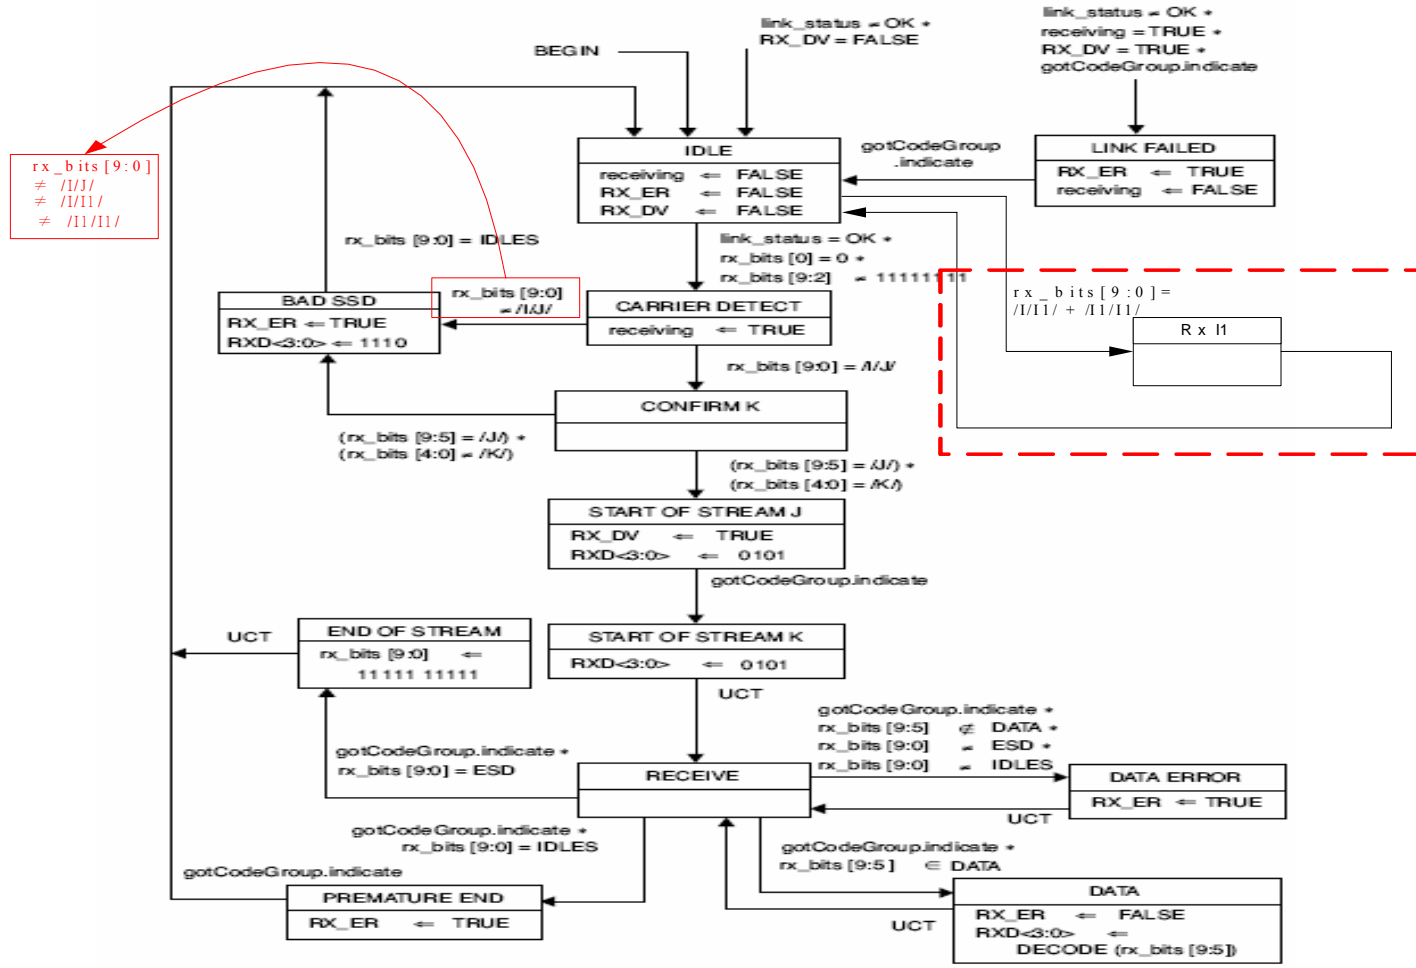 link_status ≠ OK *
RX_DV = FALSE
link_status ≠ OK *
receiving = TRUE *
RX_DV = TRUE *
gotCodeGroup.indicate
BEGIN
rx_bits[9:0]
≠ /I/J/
≠ /I/I1/
≠ /I1/I1/
IDLE
receiving ⇐ FALSE
RX_ER ⇐ FALSE
RX_DV ⇐ FALSE
gotCodeGroup
.indicate
LINK FAILED
RX_ER ⇐ TRUE
receiving ⇐ FALSE
rx_bits [9:0] = IDLES
link_status = OK *
rx_bits [0] = 0 *
rx_bits [9:2] ≠ 11111111
BAD SSD
RX_ER ⇐ TRUE
RXD<3:0> ⇐ 1110
rx_bits [9:0]
≠ /I/J/
CARRIER DETECT
receiving ⇐ TRUE
rx_bits[9:0]=
/I/I1/ + /I1/I1/
Rx I1
rx_bits [9:0] = /I/J/
CONFIRM K
(rx_bits [9:5] = /J/) *
(rx_bits [4:0] ≠ /K/)
(rx_bits [9:5] = /J/) *
(rx_bits [4:0] = /K/)
START OF STREAM J
RX_DV ⇐ TRUE
RXD<3:0> ⇐ 0101
gotCodeGroup.indicate
UCT
END OF STREAM
rx_bits [9:0] ⇐
11111 11111
START OF STREAM K
RXD<3:0> ⇐ 0101
UCT
gotCodeGroup.indicate *
rx_bits [9:0] = ESD
gotCodeGroup.indicate *
rx_bits [9:5] ∉ DATA *
rx_bits [9:0] ≠ ESD *
rx_bits [9:0] ≠ IDLES
RECEIVE
DATA ERROR
RX_ER ⇐ TRUE
UCT
gotCodeGroup.indicate *
rx_bits [9:0] = IDLES
gotCodeGroup.indicate *
rx_bits [9:5] ∈ DATA
gotCodeGroup.indicate
PREMATURE END
RX_ER ⇐ TRUE
UCT
DATA
RX_ER ⇐ FALSE
RXD<3:0> ⇐
DECODE (rx_bits [9:5])